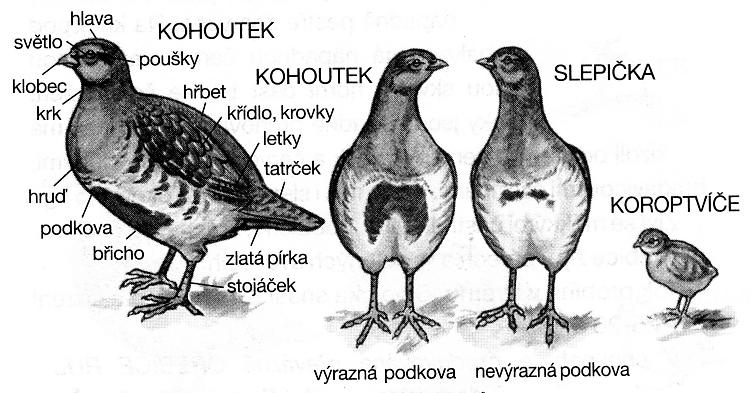 hlava
KOHOUTEK
světlo
poušky
klobec
krk
hřbet
křídlo, krovky
letky
tatrček
hruď
podkova
břicho
zlatá pírka
stojáček
KOHOUTEK
SLEPIČKA
KOROPTVÍČE
výrazná podkova
nevýrazná podkova